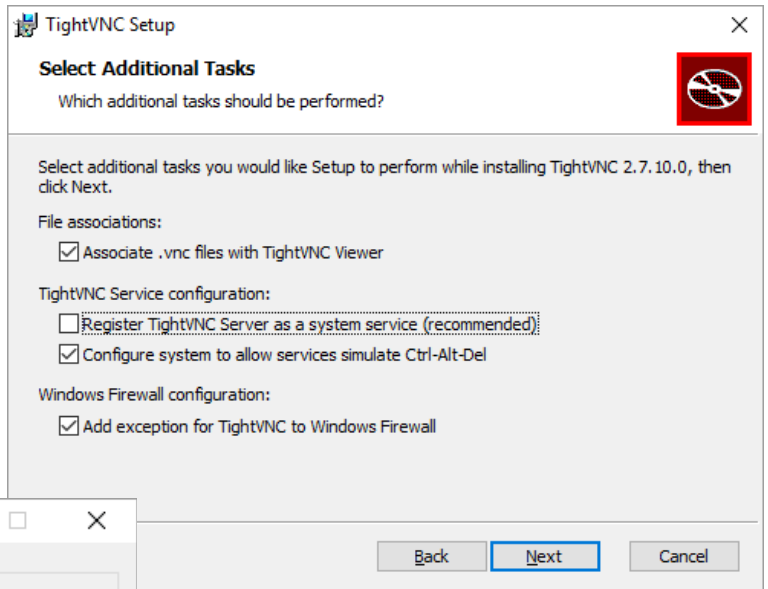 TightVNC Setup
Select Additional Tasks
Which additional tasks should be performed?
Select additional tasks you would like Setup to perform while installing TightVNC 2.7.10.0, then
click Next.
File associations:
Associate .vnc files with TightVNC Viewer
TightVNC Service configuration:
Register TightVNC Server as a system service (recommended)
Configure system to allow services simulate Ctrl-Alt-Del
Windows Firewall configuration:
Add exception for TightVNC to Windows Firewall
Back Next Cancel